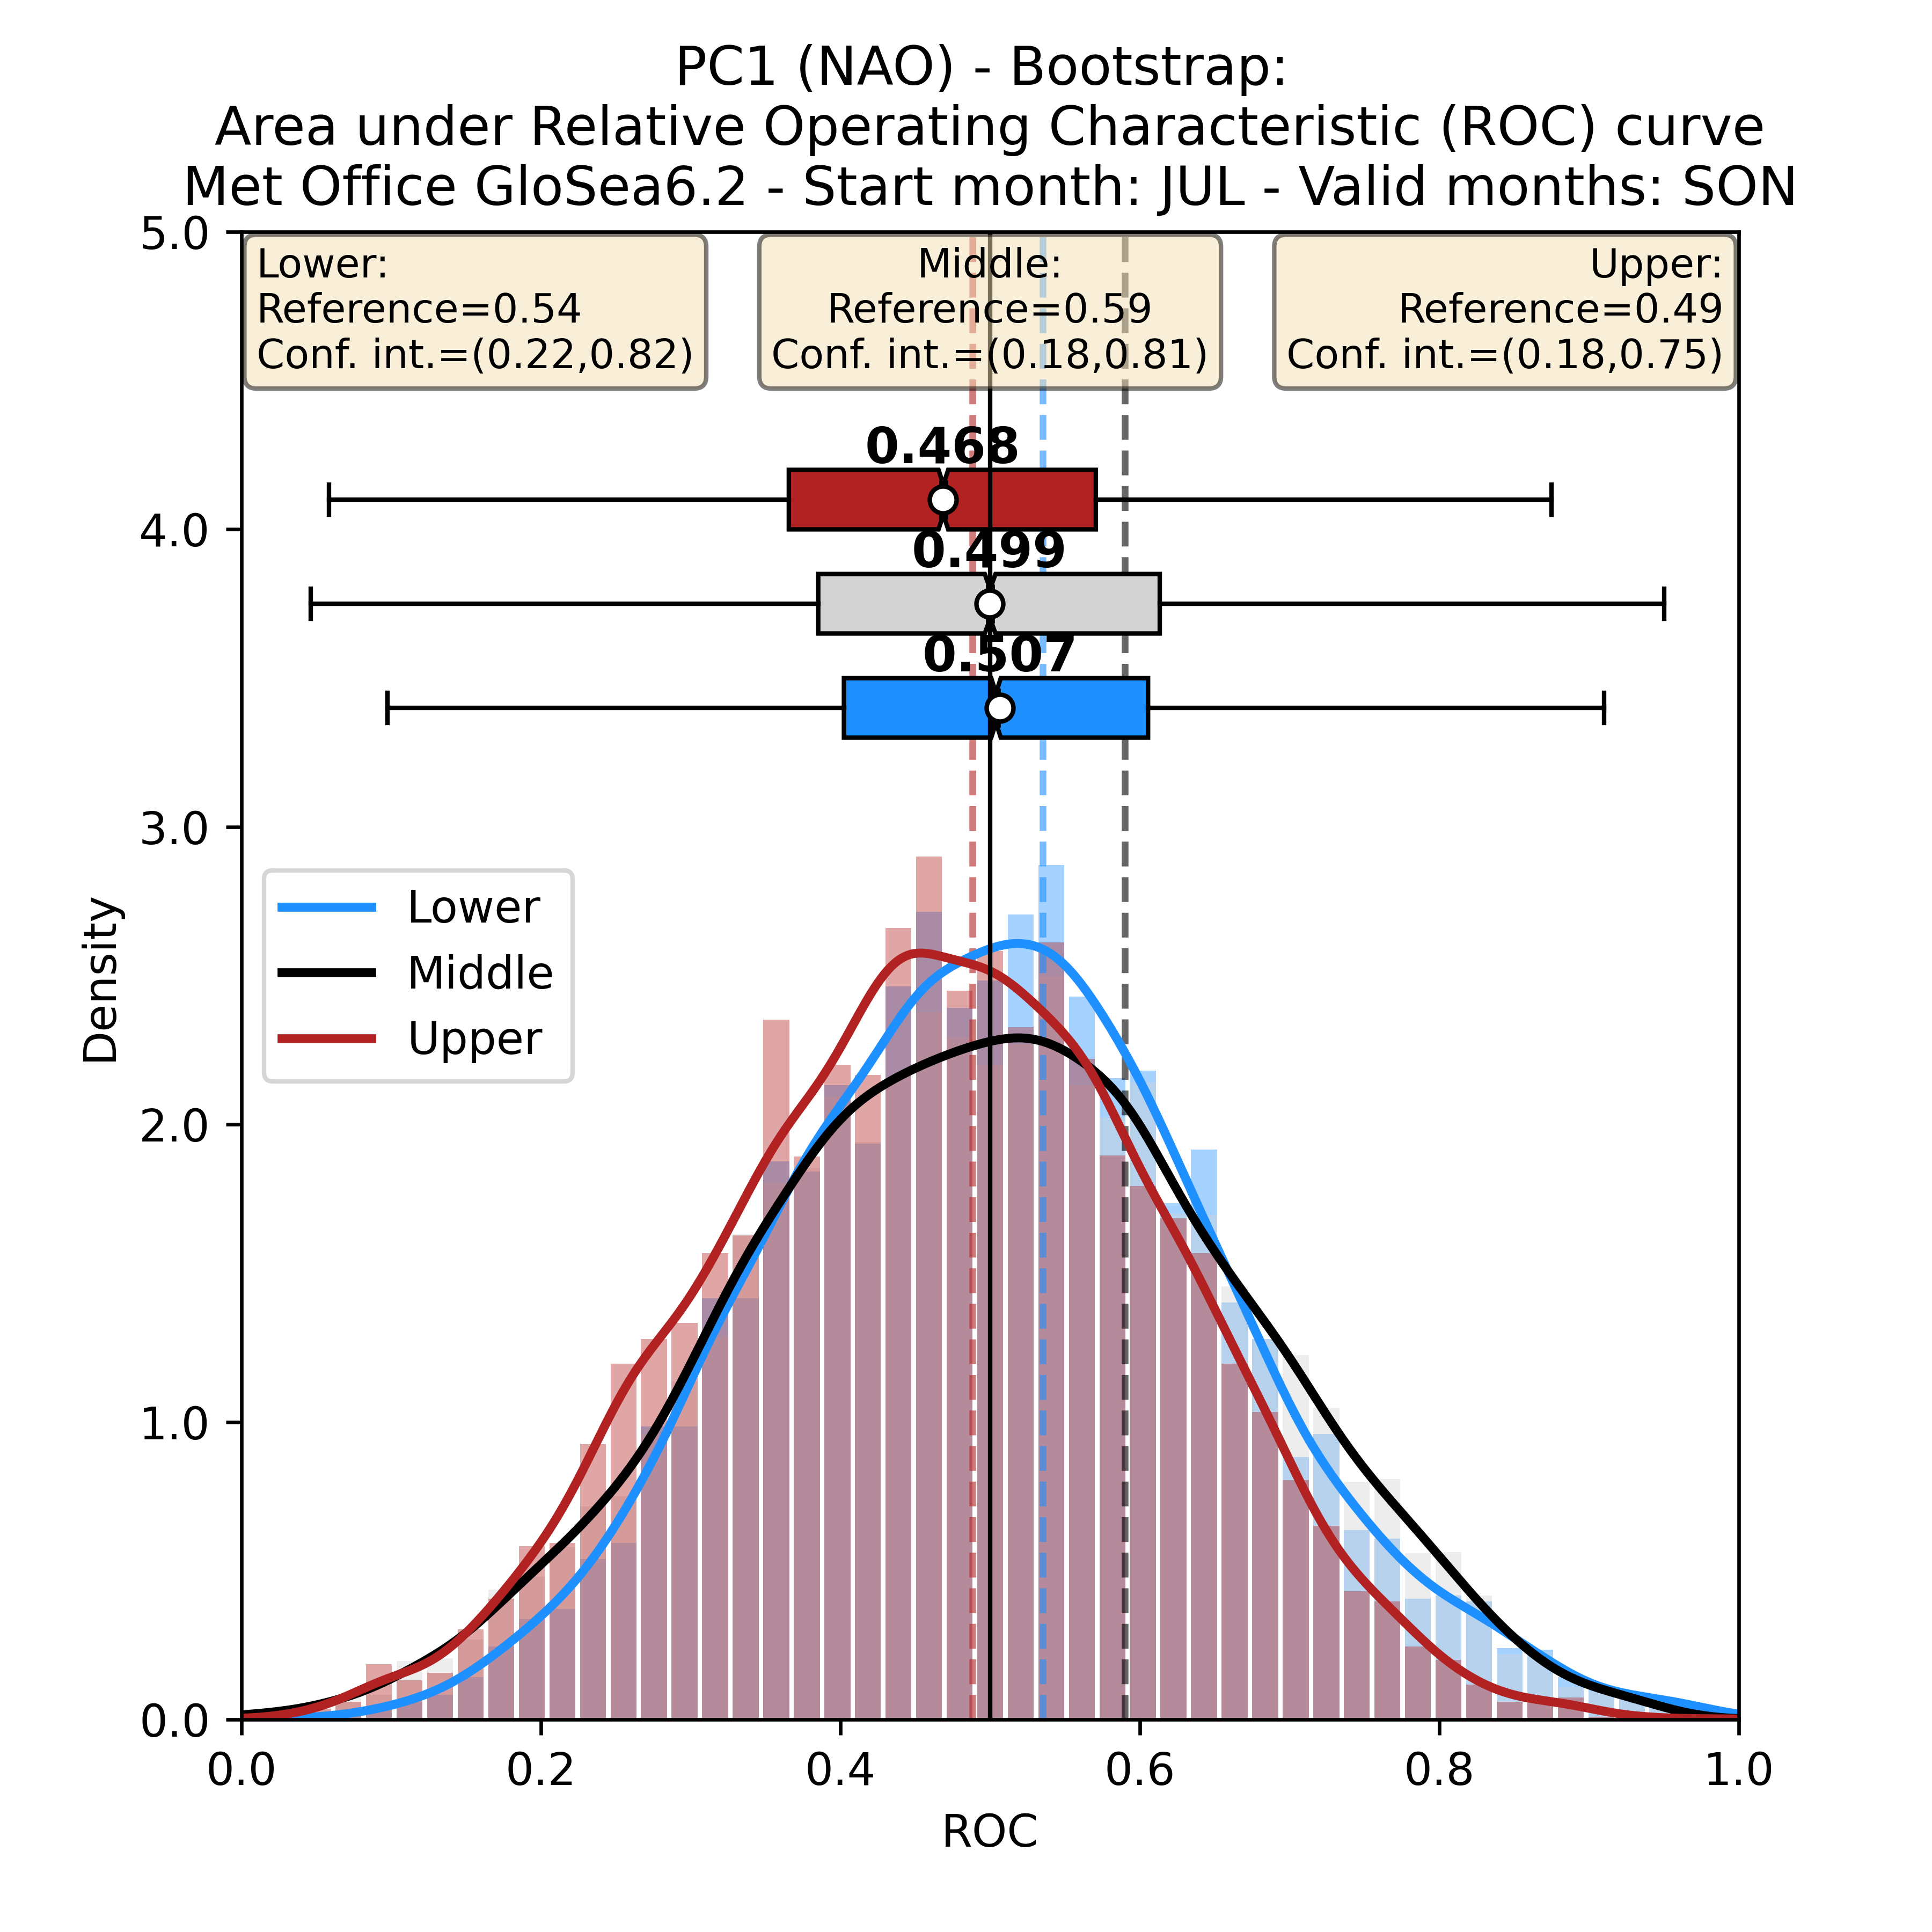 PC1 (NAO) - Bootstrap:
Area under Relative Operating Characteristic (ROC) curve
Met Office GloSea6.2 - Start month: JUL - Valid months: SON
Lower:
Reference=0.54
Conf. int.=(0.22,0.82)
Middle:
Reference=0.59
Conf. int.=(0.18,0.81)
Upper:
Reference=0.49
Conf. int.=(0.18,0.75)
0.468
0.499
0.507
Lower
Middle
Upper
Density
5.0
4.0
3.0
2.0
1.0
0.0
0.0 0.2 0.4 0.6 0.8 1.0
ROC